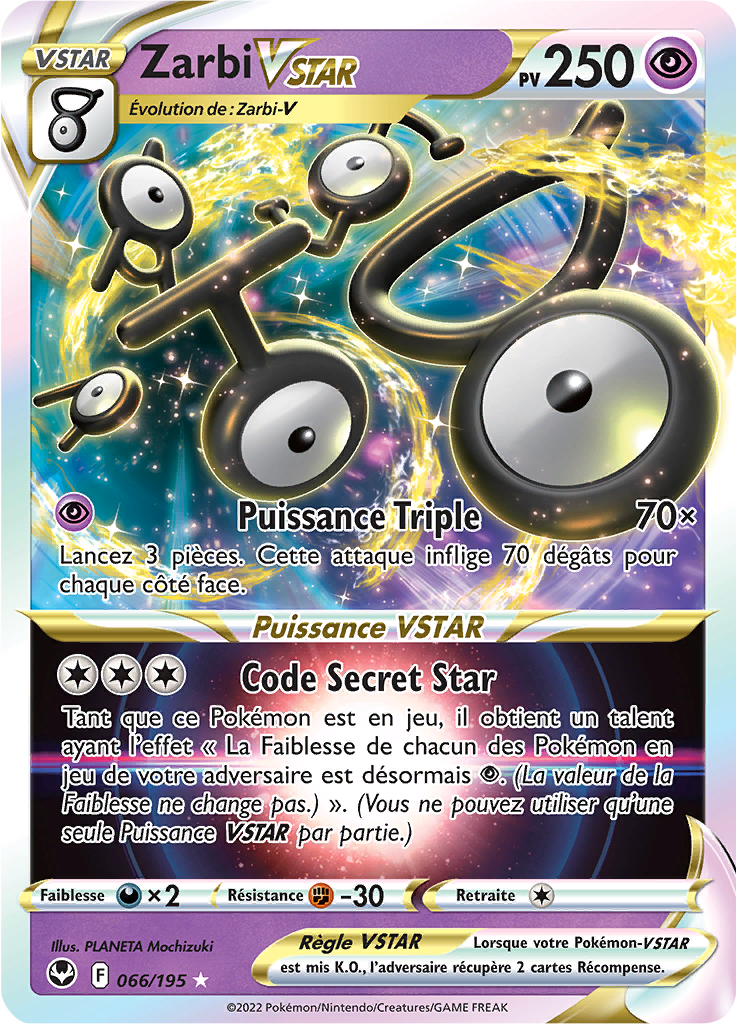 VSTAR
Zarbi VSTAR
PV 250
Évolution de : Zarbi-V
Puissance Triple 70×
Lancez 3 pièces. Cette attaque inflige 70 dégâts pour
chaque côté face.
Puissance VSTAR
Code Secret Star
Tant que ce Pokémon est en jeu, il obtient un talent
ayant l'effet « La Faiblesse de chacun des Pokémon en
jeu de votre adversaire est désormais . (La valeur de la
Faiblesse ne change pas.) ». (Vous ne pouvez utiliser qu'une
seule Puissance VSTAR par partie.)
Faiblesse ×2 Résistance -30 Retraite
Illus. PLANETA Mochizuki
Règle VSTAR Lorsque votre Pokémon-VSTAR
est mis K.O., l'adversaire récupère 2 cartes Récompense.
F 066/195 ★
©2022 Pokémon/Nintendo/Creatures/GAME FREAK